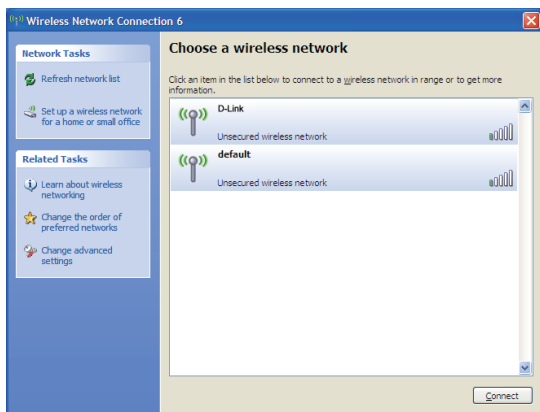 Wireless Network Connection 6
Network Tasks
Refresh network list
Set up a wireless network
for a home or small office
Related Tasks
Learn about wireless
networking
Change the order of
preferred networks
Change advanced
settings
Choose a wireless network
Click an item in the list below to connect to a wireless network in range or to get more
information.
D-Link
Unsecured wireless network
default
Unsecured wireless network
Connect